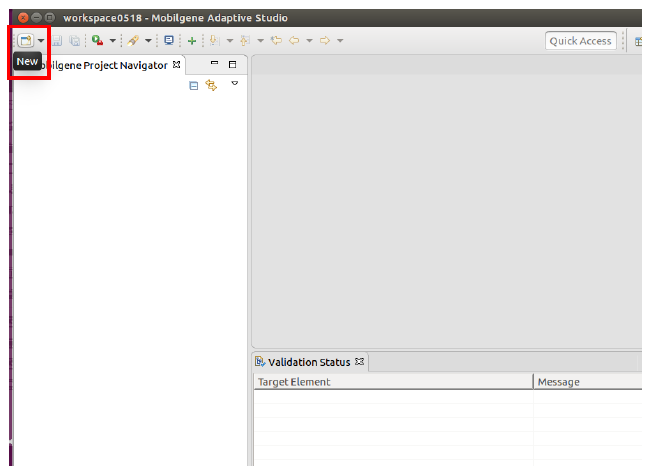 workspace0518 - Mobilgene Adaptive Studio
Quick Access
New
bilgene Project Navigator
Validation Status
Target Element
Message